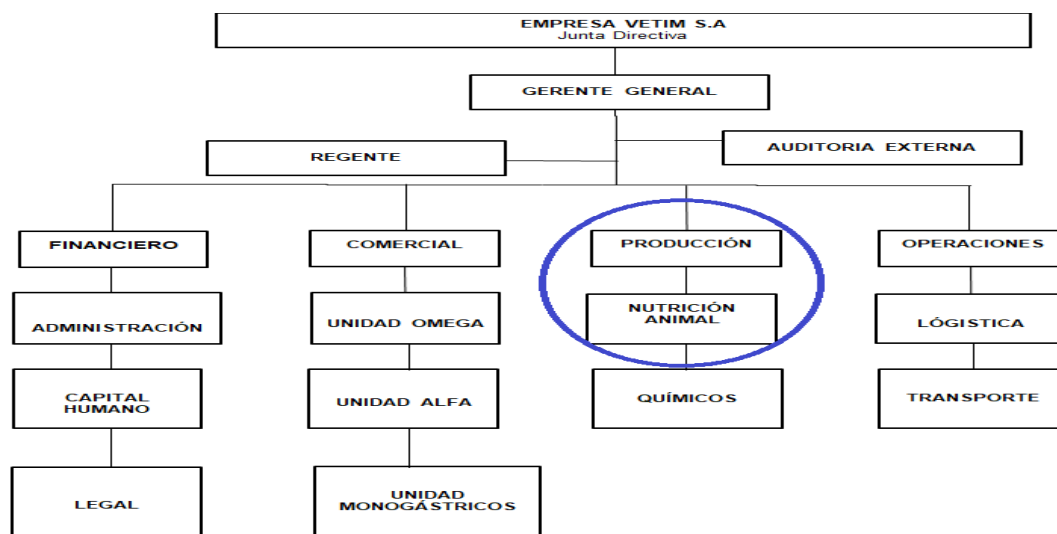 EMPRESA VETIM S.A
Junta Directiva
GERENTE GENERAL
REGENTE
AUDITORIA EXTERNA
FINANCIERO
COMERCIAL
PRODUCCIÓN
OPERACIONES
ADMINISTRACIÓN
UNIDAD OMEGA
NUTRICIÓN
ANIMAL
LÓGISTICA
CAPITAL
HUMANO
UNIDAD ALFA
QUÍMICOS
TRANSPORTE
LEGAL
UNIDAD
MONOGÁSTRICOS